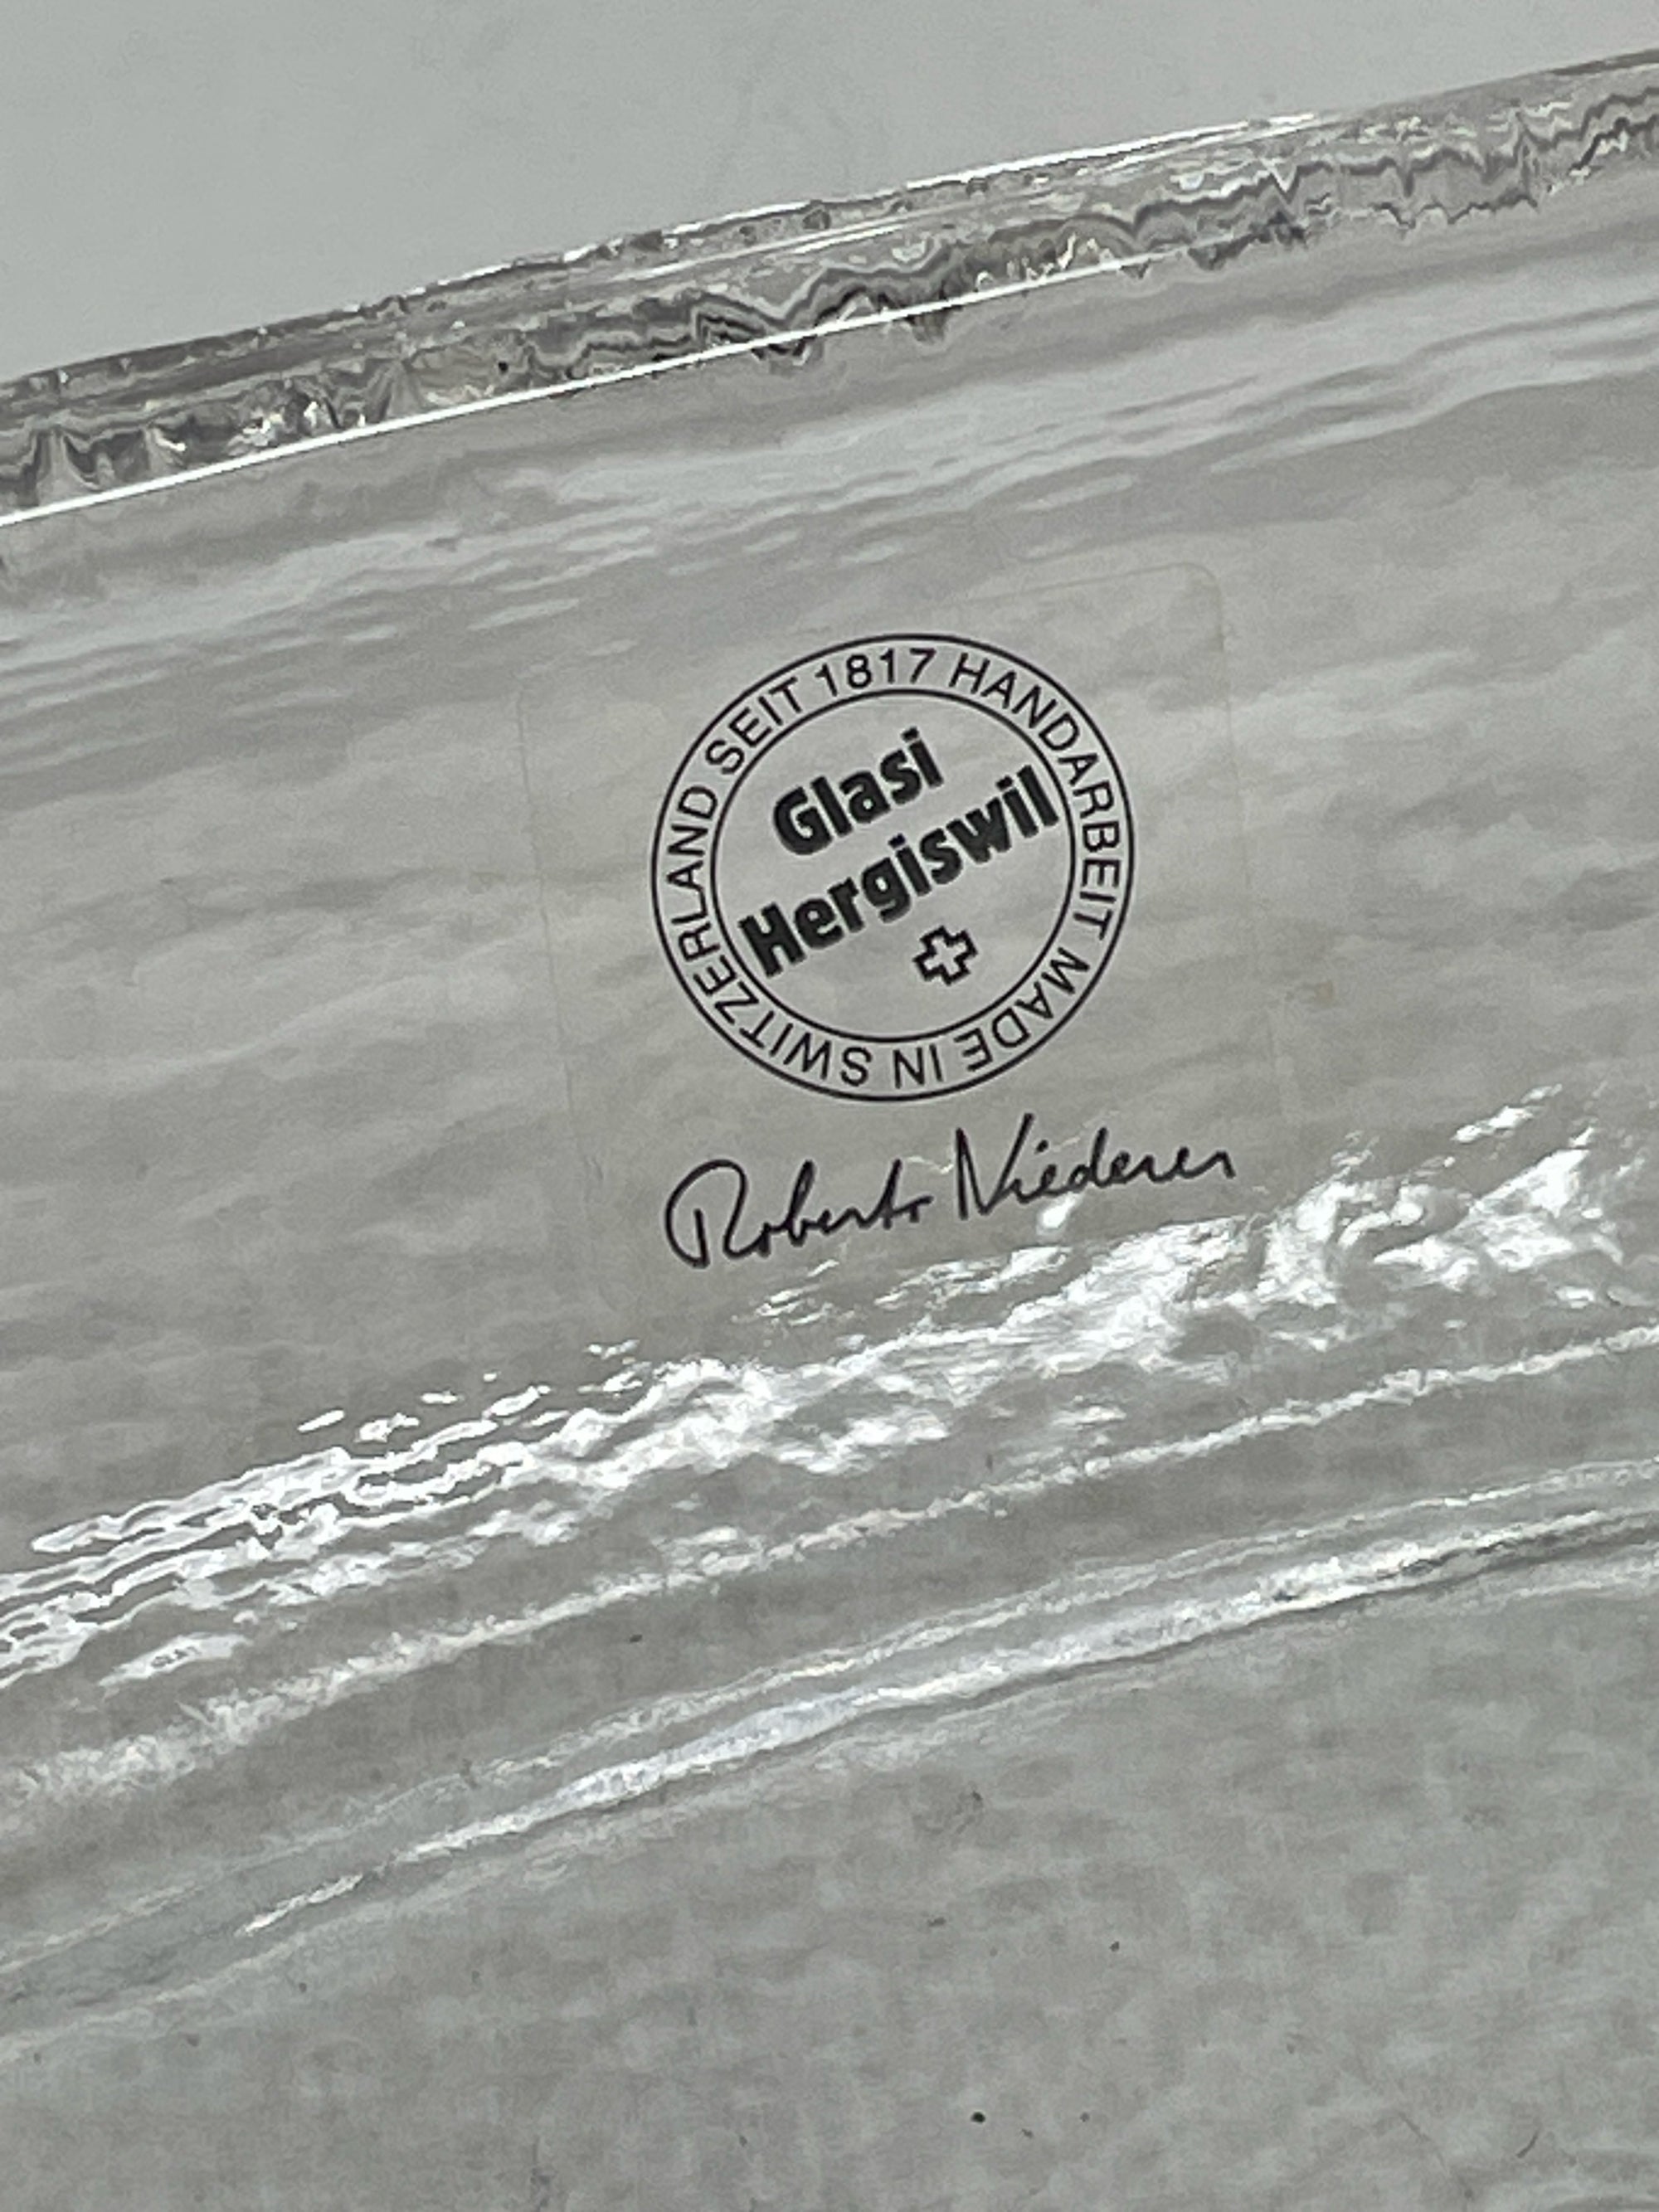 SEIT 1817 HANDARBEIT MADE IN SWITZERLAND
Glasi
Hergiswil
Roberto Niederer